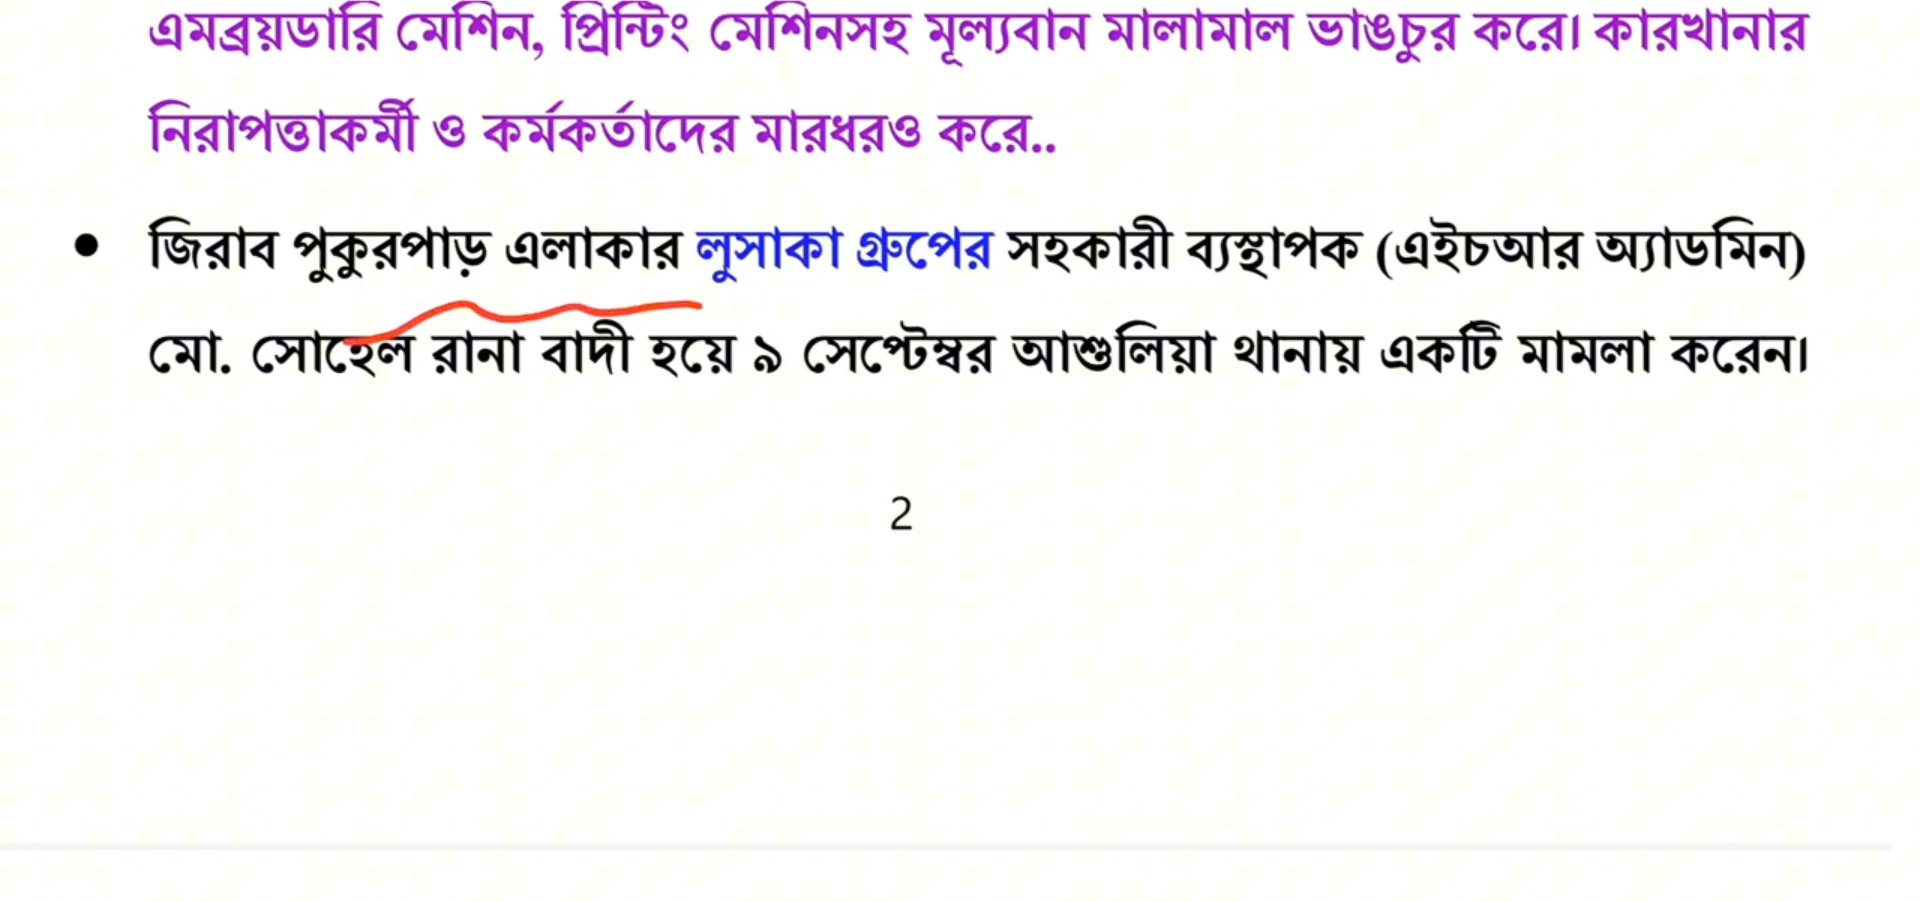 এমব্রয়ডারি মেশিন, প্রিন্টিং মেশিনসহ মূল্যবান মালামাল ভাঙচুর করে। কারখানার
নিরাপত্তাকর্মী ও কর্মকর্তাদের মারধরও করে..
• জিরাব পুকুরপাড় এলাকার লুসাকা গ্রুপের সহকারী ব্যস্থাপক (এইচআর অ্যাডমিন)
মো. সোহেল রানা বাদী হয়ে ৯ সেপ্টেম্বর আশুলিয়া থানায় একটি মামলা করেন।
2